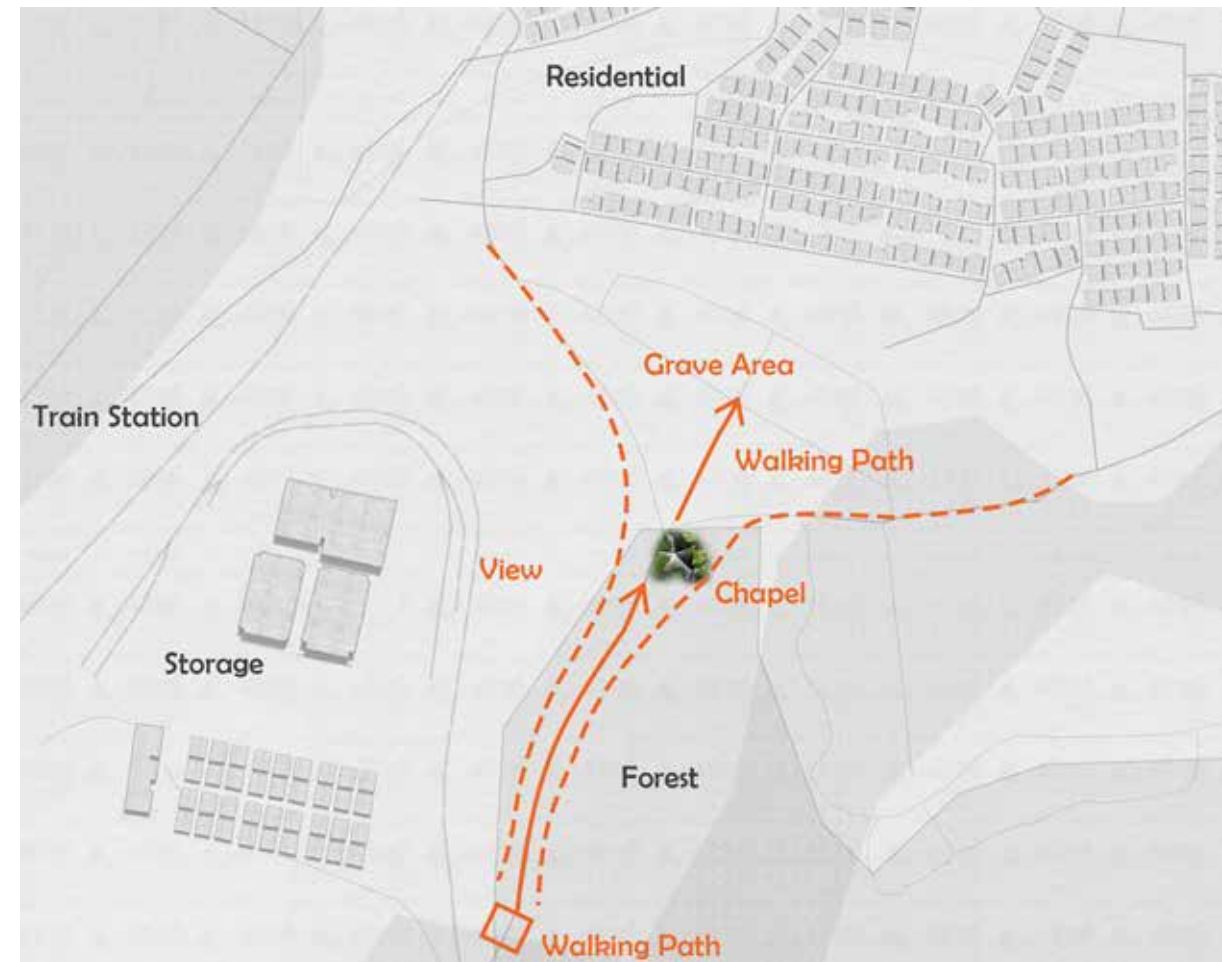 Residential
Grave Area
Train Station
Walking Path
View
Chapel
Storage
Forest
Walking Path